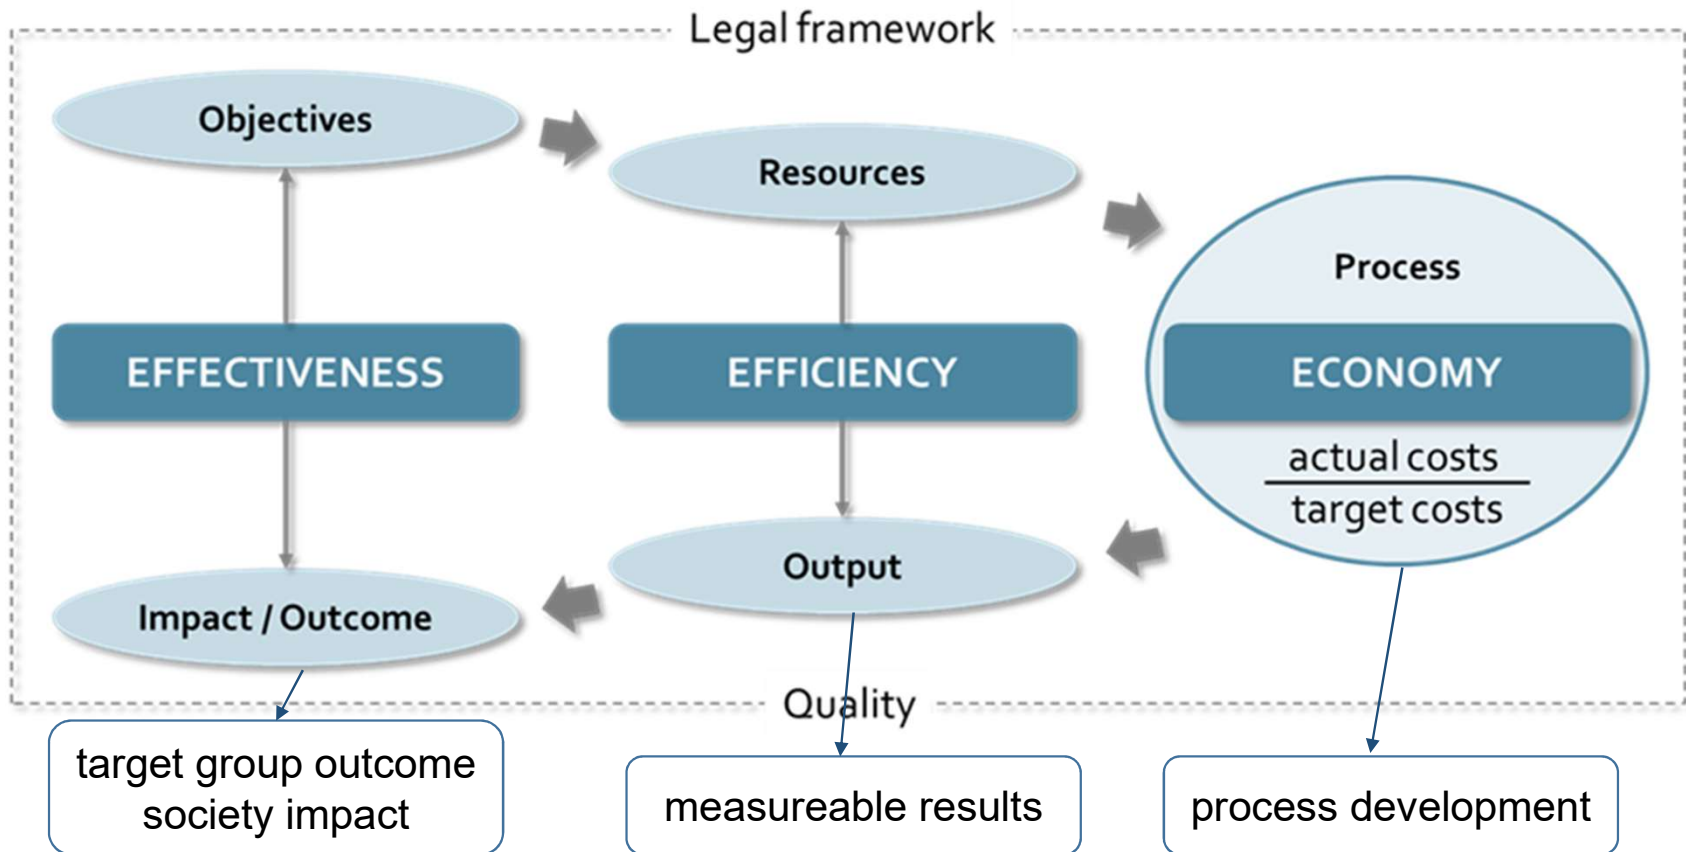 Legal framework
Objectives
Resources
Process
EFFECTIVENESS
EFFICIENCY
ECONOMY
actual costs
target costs
Output
Impact / Outcome
Quality
target group outcome
society impact
measureable results
process development